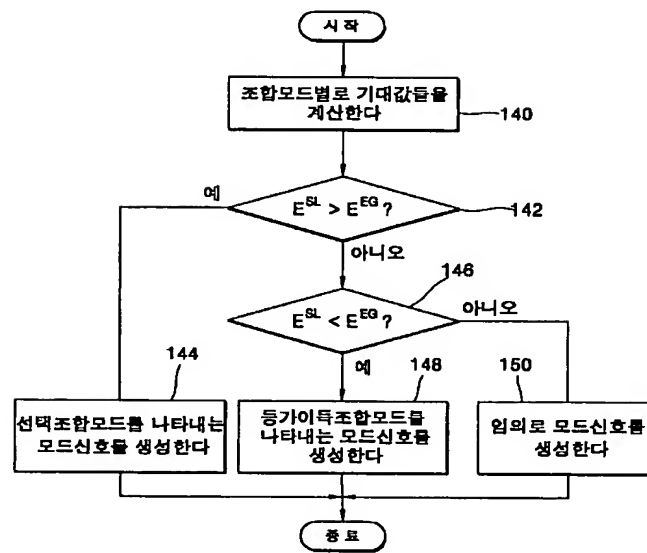 시 작
조합모드별로 기대값들을
계산한다
140
예
E^SL > E^EG ?
142
아니오
146
E^SL < E^EG ?
아니오
예
144
148
150
선택조합모드를 나타내는
모드신호를 생성한다
등가이득조합모드를
나타내는 모드신호를
생성한다
임의로 모드신호를
생성한다
종 료